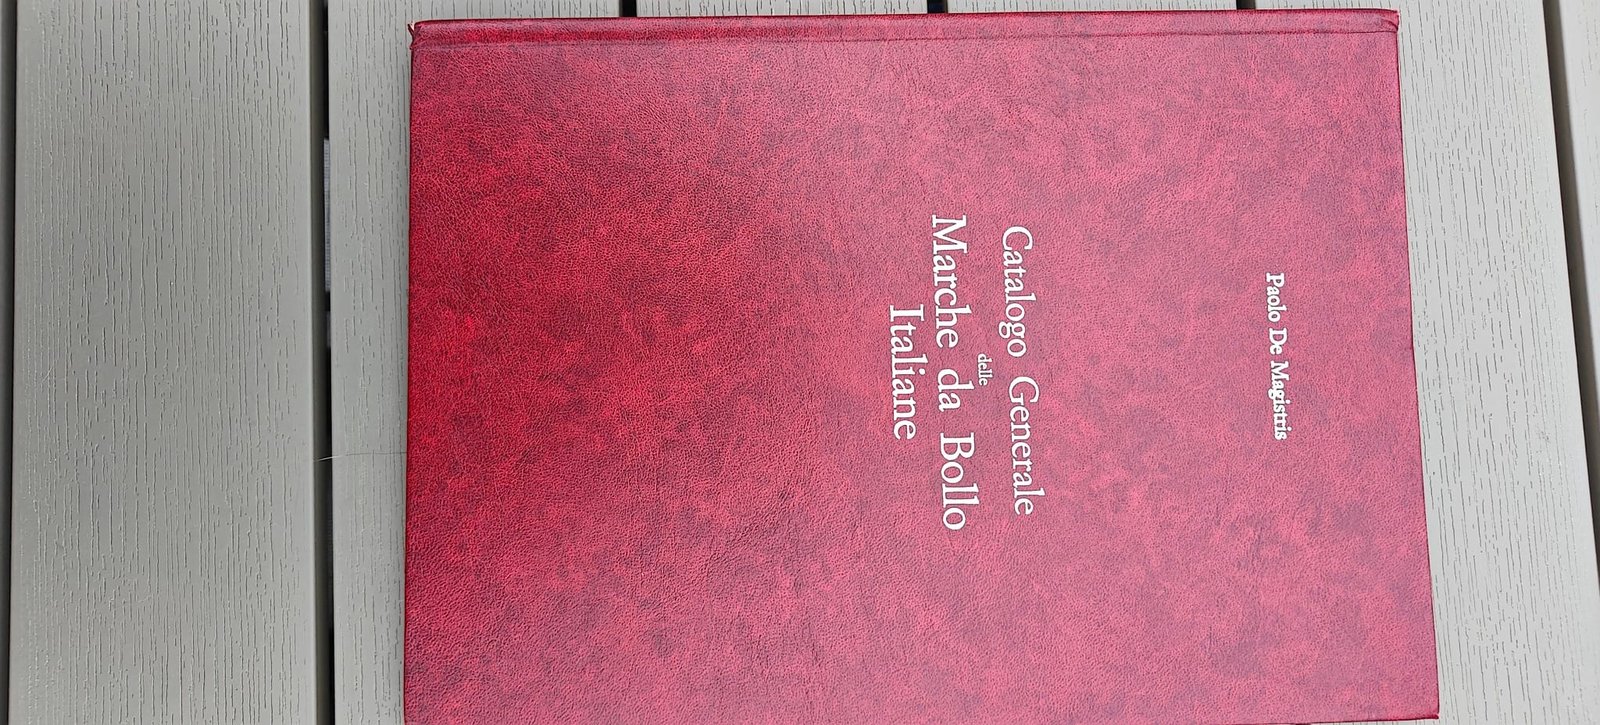 Paolo De Magistris
Catalogo Generale
delle
Marche da Bollo
Italiane